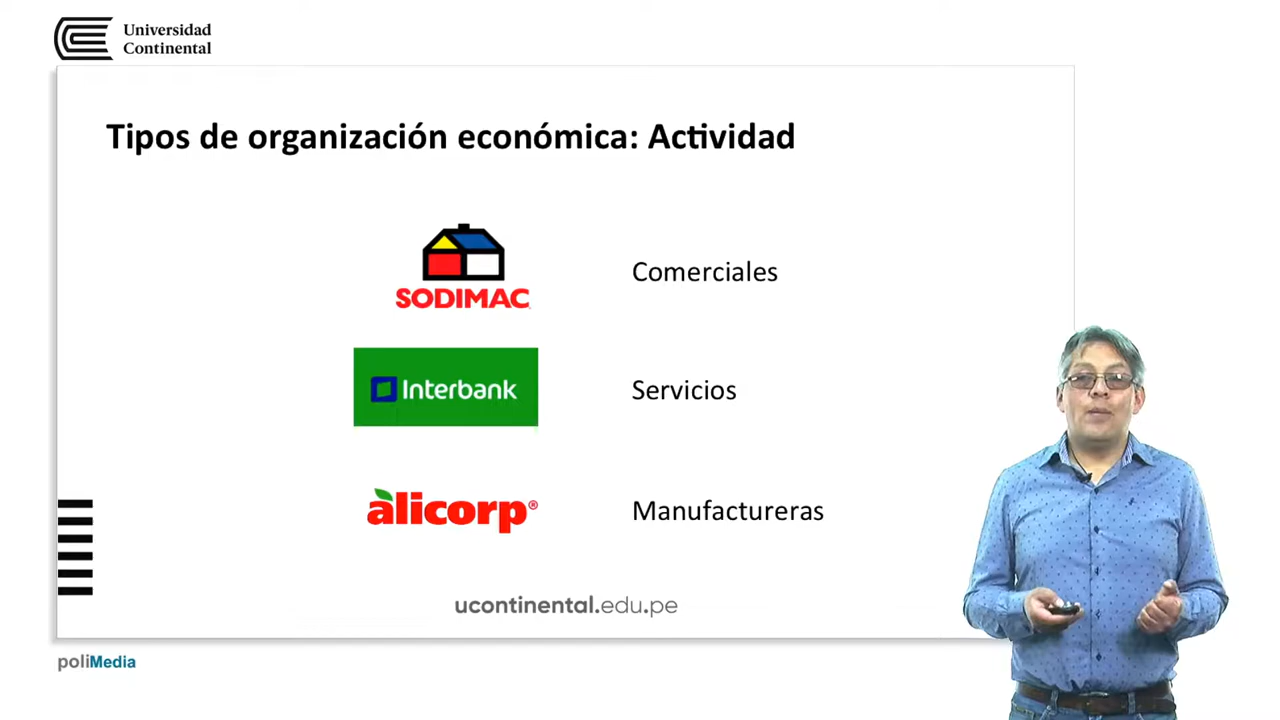 Universidad
Continental
Tipos de organización económica: Actividad
SODIMAC
Comerciales
Interbank
Servicios
alicorp®
Manufactureras
ucontinental.edu.pe
poliMedia